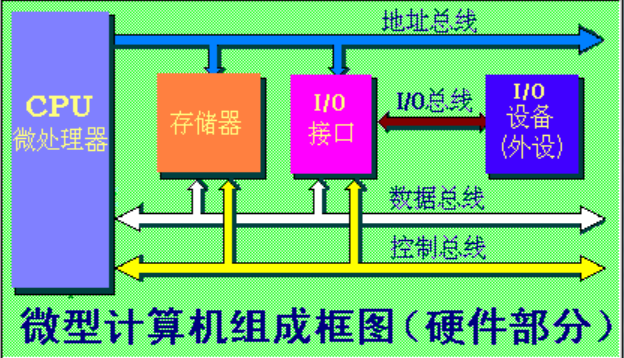 地址总线
CPU
微处理器
存储器
I/O
接口
I/O总线
I/O
设备
(外设)
数据总线
控制总线
微型计算机组成框图(硬件部分)